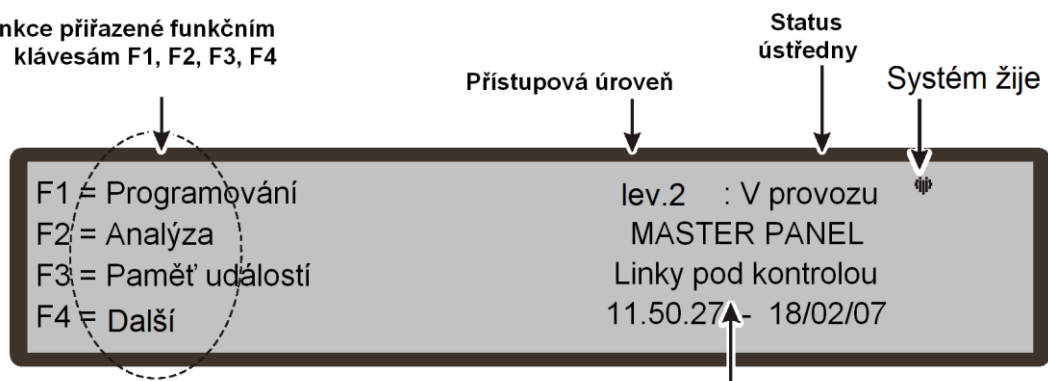 nkce přiřazené funkčním
klávesám F1, F2, F3, F4
Přístupová úroveň
Status
ústředny
Systém žije
F1 = Programování
F2 = Analýza
F3 = Paměť událostí
F4 = Další
lev.2 : V provozu
MASTER PANEL
Linky pod kontrolou
11.50.27 - 18/02/07